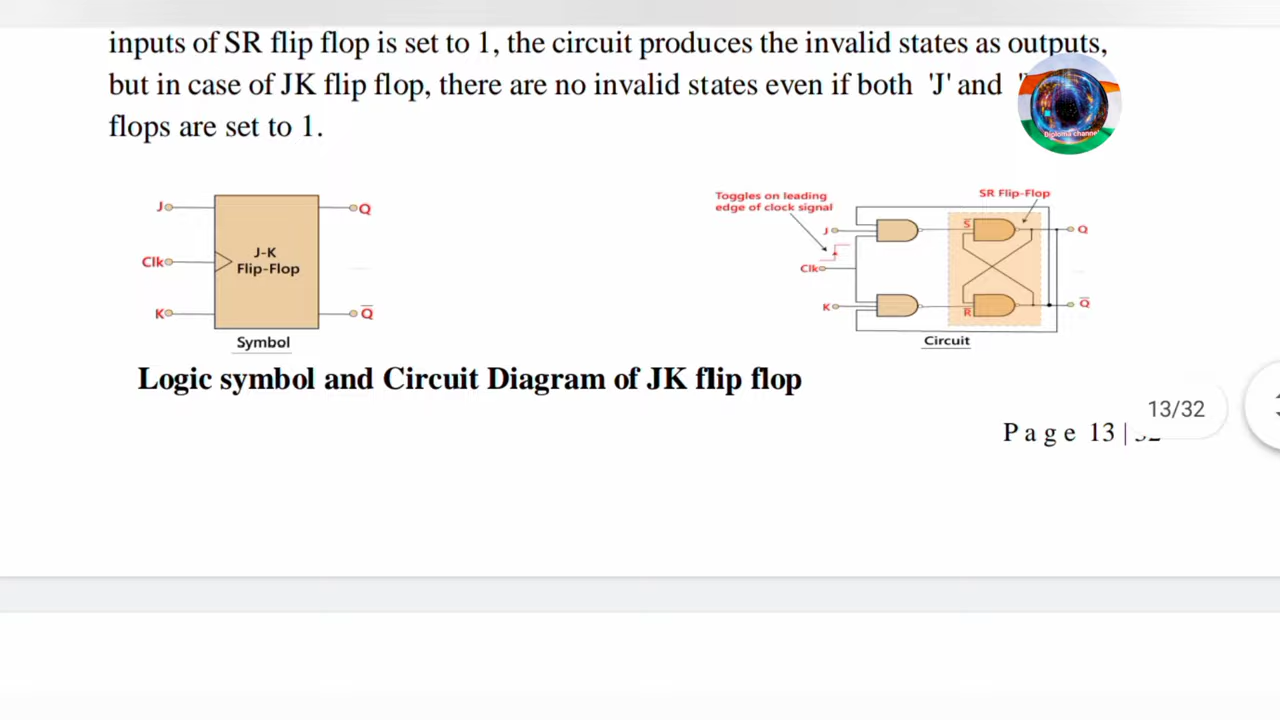 inputs of SR flip flop is set to 1, the circuit produces the invalid states as outputs,
but in case of JK flip flop, there are no invalid states even if both 'J' and
flops are set to 1.
Diploma channel
J
Clk
K
J-K
Flip-Flop
Q
Q̅
Symbol
Toggles on leading
edge of clock signal
SR Flip-Flop
J
Clk
K
S̅
R̅
Q
Q̅
Circuit
Logic symbol and Circuit Diagram of JK flip flop
13/32
Page 13 |